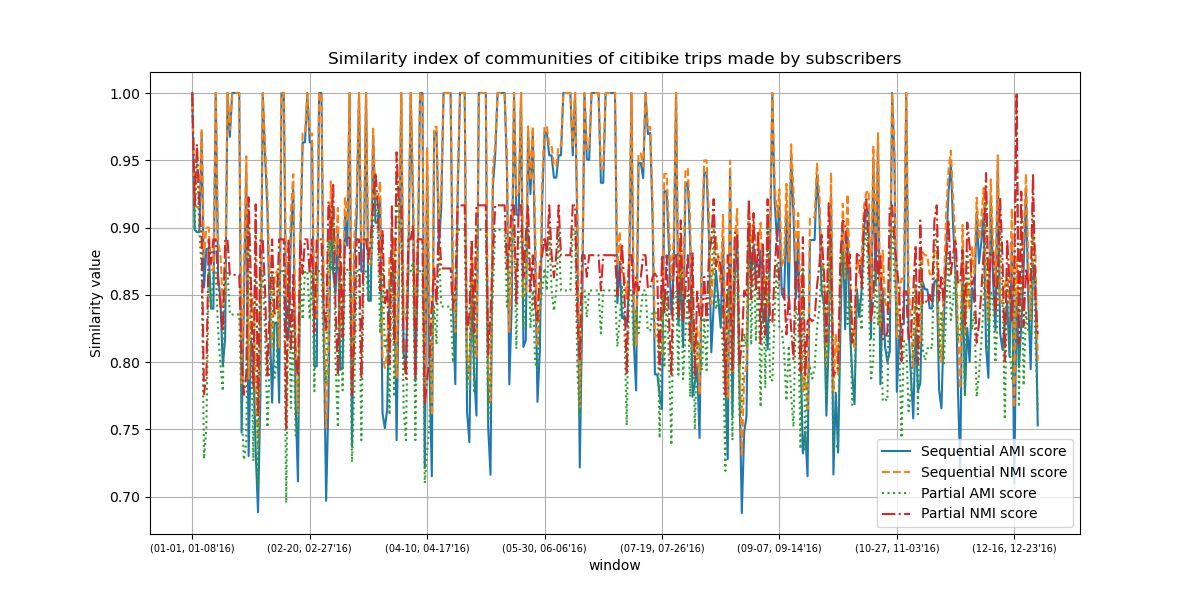 Similarity index of communities of citibike trips made by subscribers
1.00
0.95
0.90
0.85
0.80
0.75
0.70
Similarity value
Sequential AMI score
Sequential NMI score
Partial AMI score
Partial NMI score
(01-01, 01-08'16)
(02-20, 02-27'16)
(04-10, 04-17'16)
(05-30, 06-06'16)
(07-19, 07-26'16)
(09-07, 09-14'16)
(10-27, 11-03'16)
(12-16, 12-23'16)
window